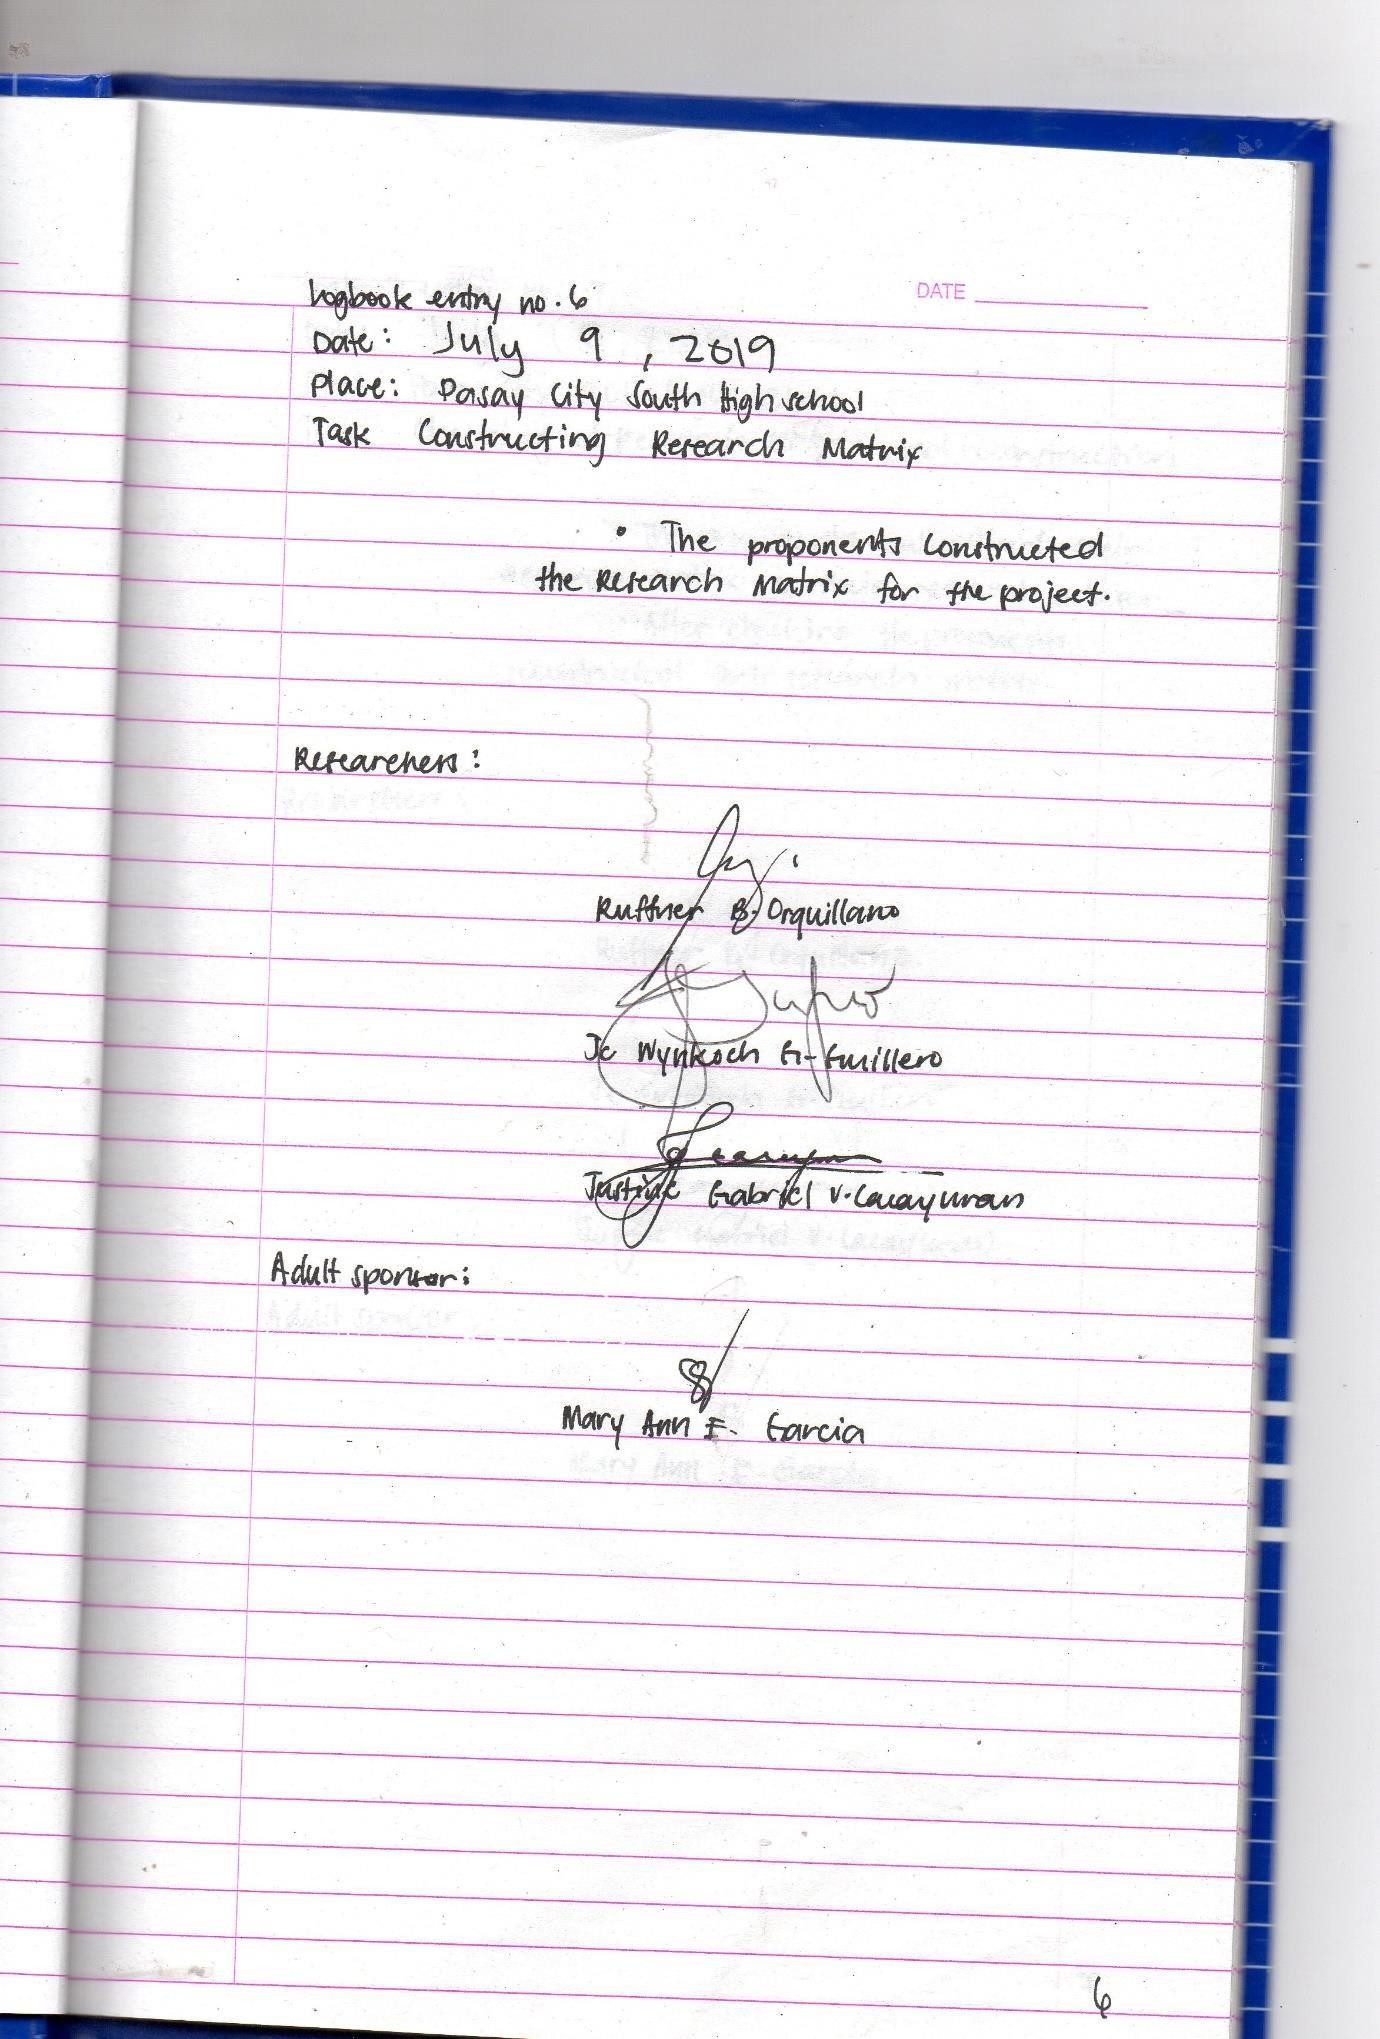 DATE
Logbook entry no. 6
Date: July 9, 2019
Place: Pasay City South High school
Task Constructing Research Matrix
• The proponents constructed
the Research Matrix for the project.
Researchers:
Ruffner B. Orquillano
Jc Wynkoch G. Guillero
Justine Gabriel V. Cacayuran
Adult sponsor:
Mary Ann E. Garcia
6